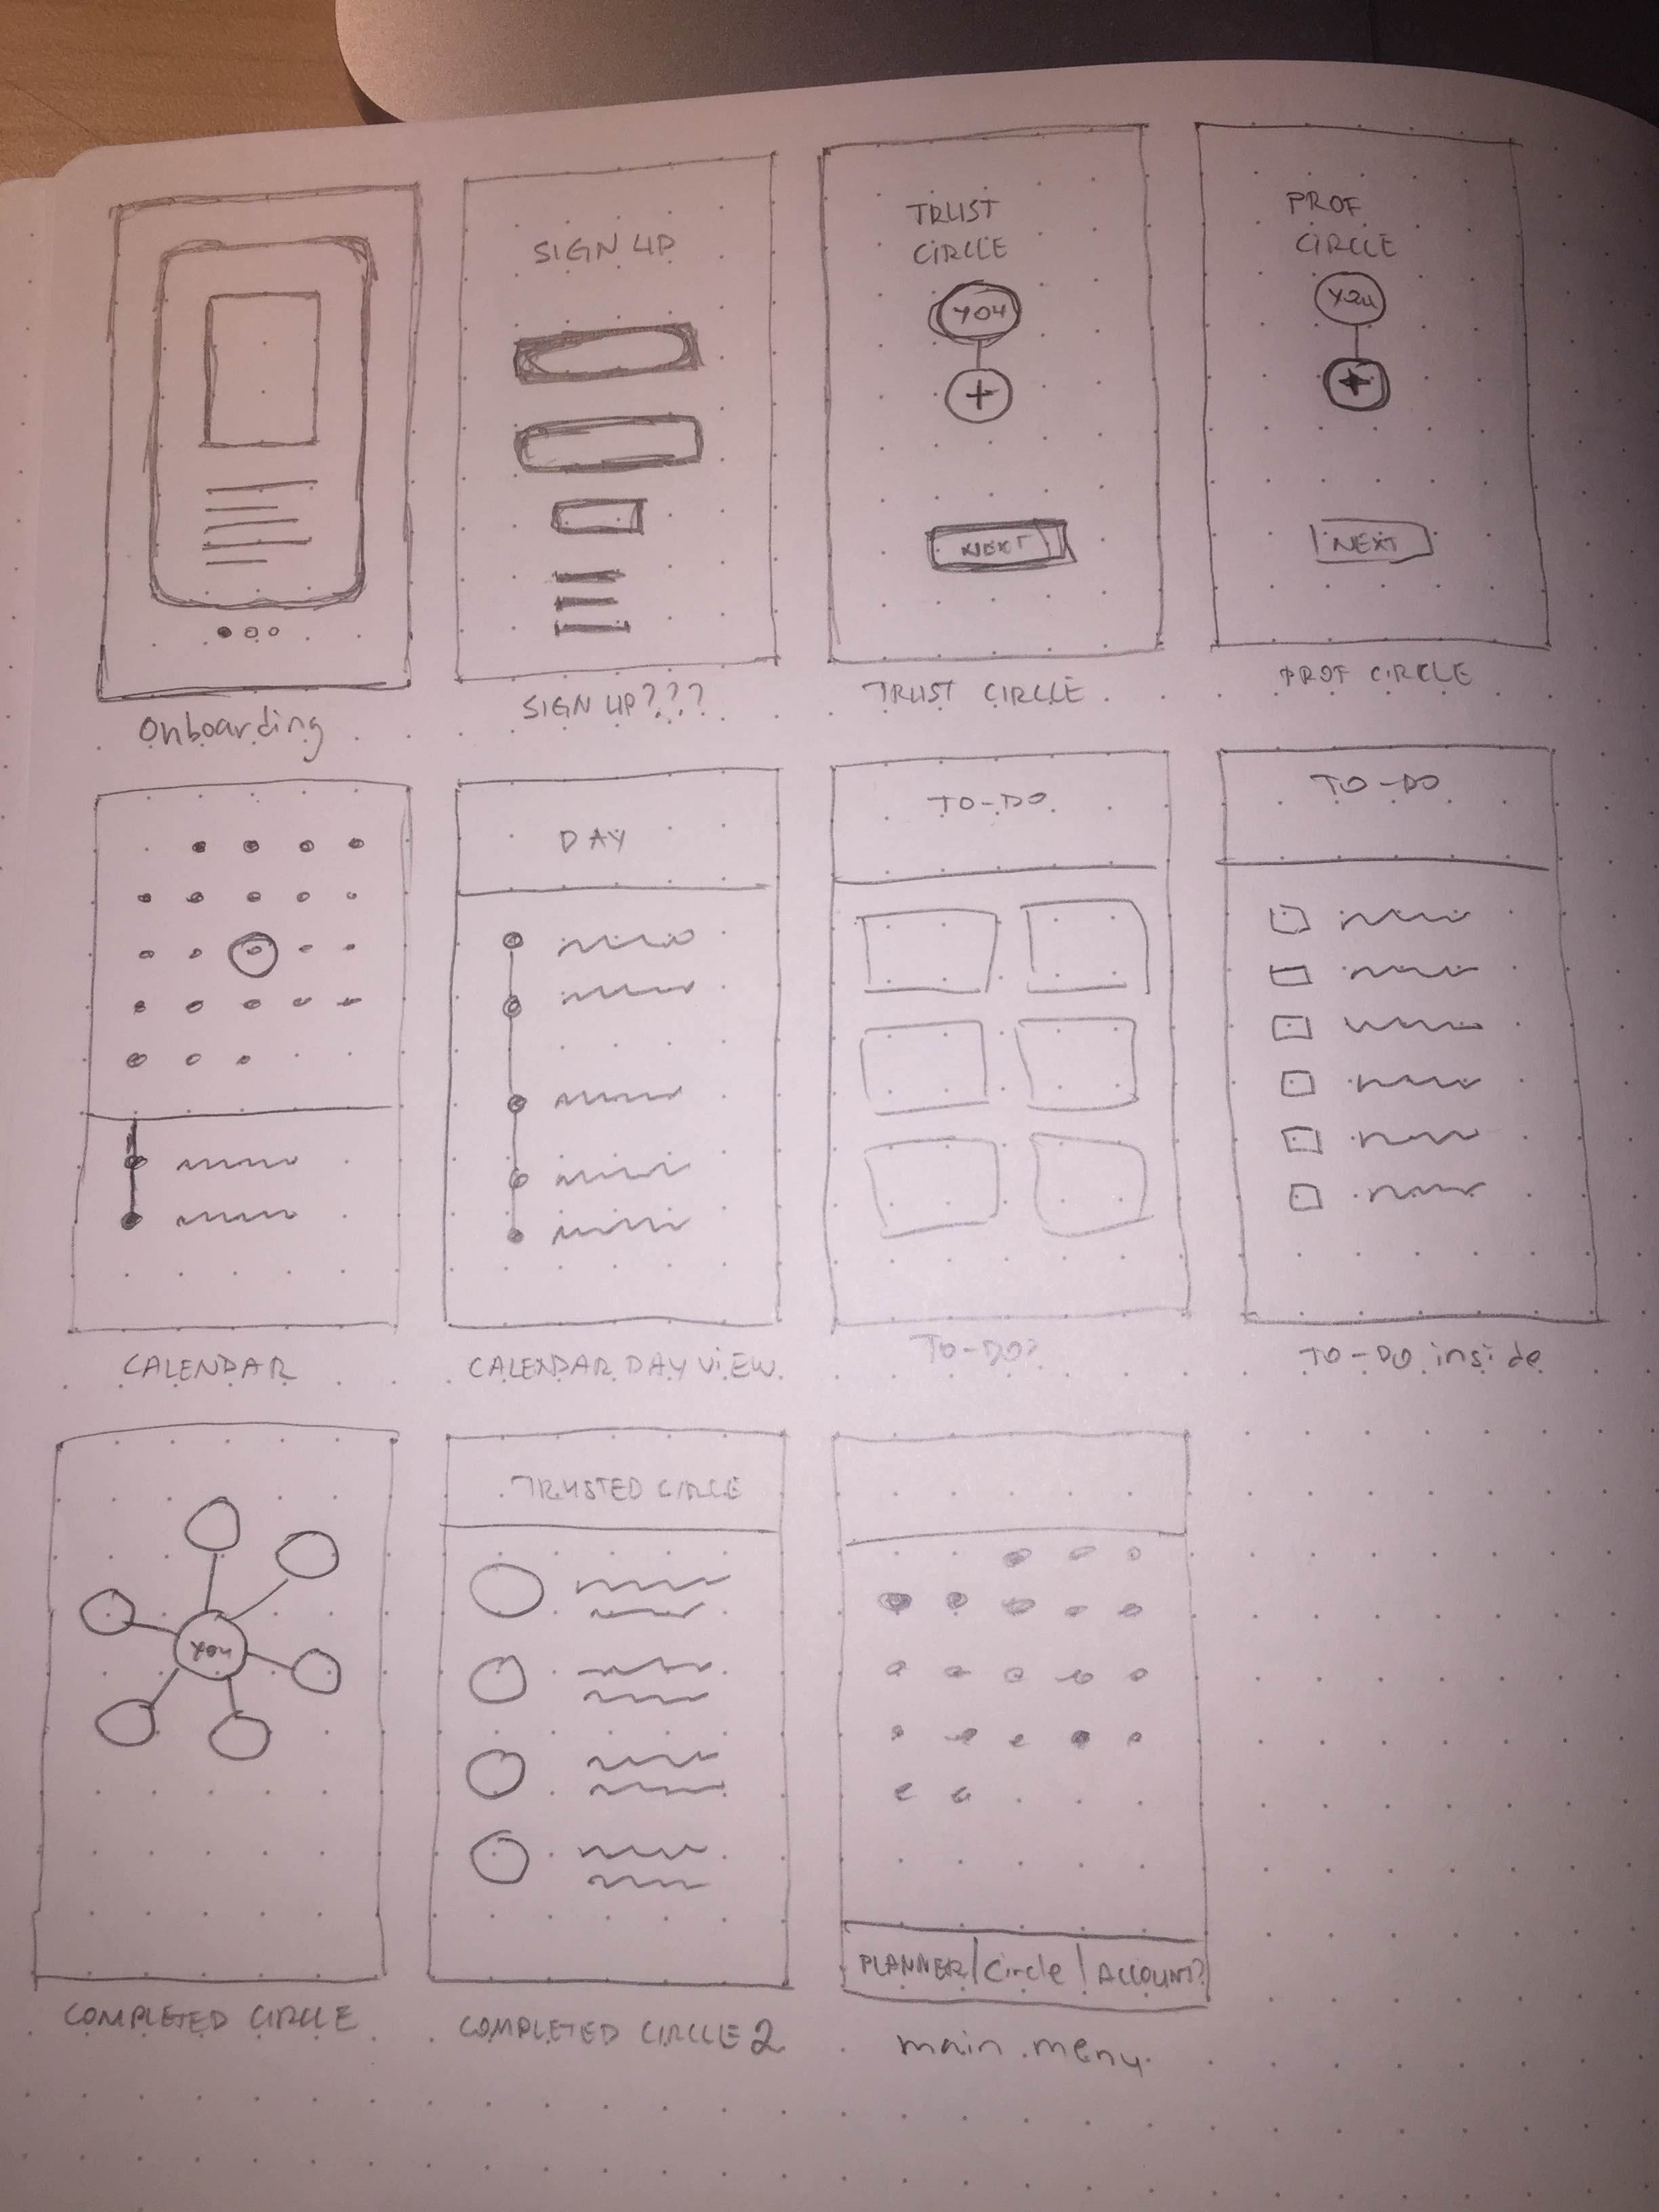 SIGN UP
TRUST
CIRCLE
YOU
+
NEXT
PROF
CIRCLE
YOU
+
NEXT
Onboarding
SIGN UP???
TRUST CIRCLE
PROF CIRCLE
DAY
TO-DO
TO-DO
CALENDAR
CALENDAR DAY VIEW
TO-DO?
TO-DO inside
YOU
TRUSTED CIRCLE
PLANNER | Circle | ACCOUNT?
COMPLETED CIRCLE
COMPLETED CIRCLE 2
main menu